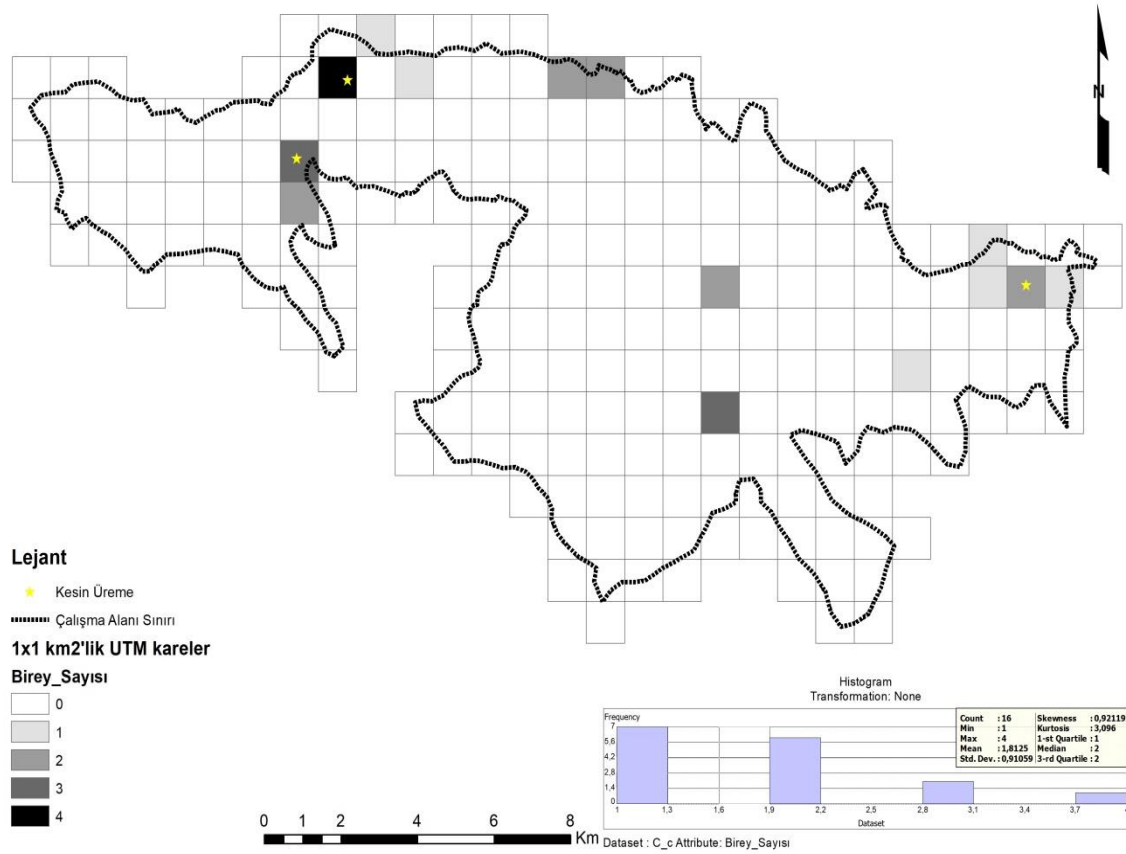 N
Lejant
Kesin Üreme
Çalışma Alanı Sınırı
1x1 km2'lik UTM kareler
Birey_Sayısı
0
1
2
3
4
0 1 2 4 6 8
Km
Histogram
Transformation: None
Frequency
7
5,6
4,2
2,8
1,4
0
1 1,3 1,6 1,9 2,2 2,5 2,8 3,1 3,4 3,7 4
Dataset
Count : 16 Skewness : 0,92119
Min : 1 Kurtosis : 3,096
Max : 4 1-st Quartile : 1
Mean : 1,8125 Median : 2
Std. Dev. : 0,91059 3-rd Quartile : 2
Dataset : C_c Attribute: Birey_Sayısı